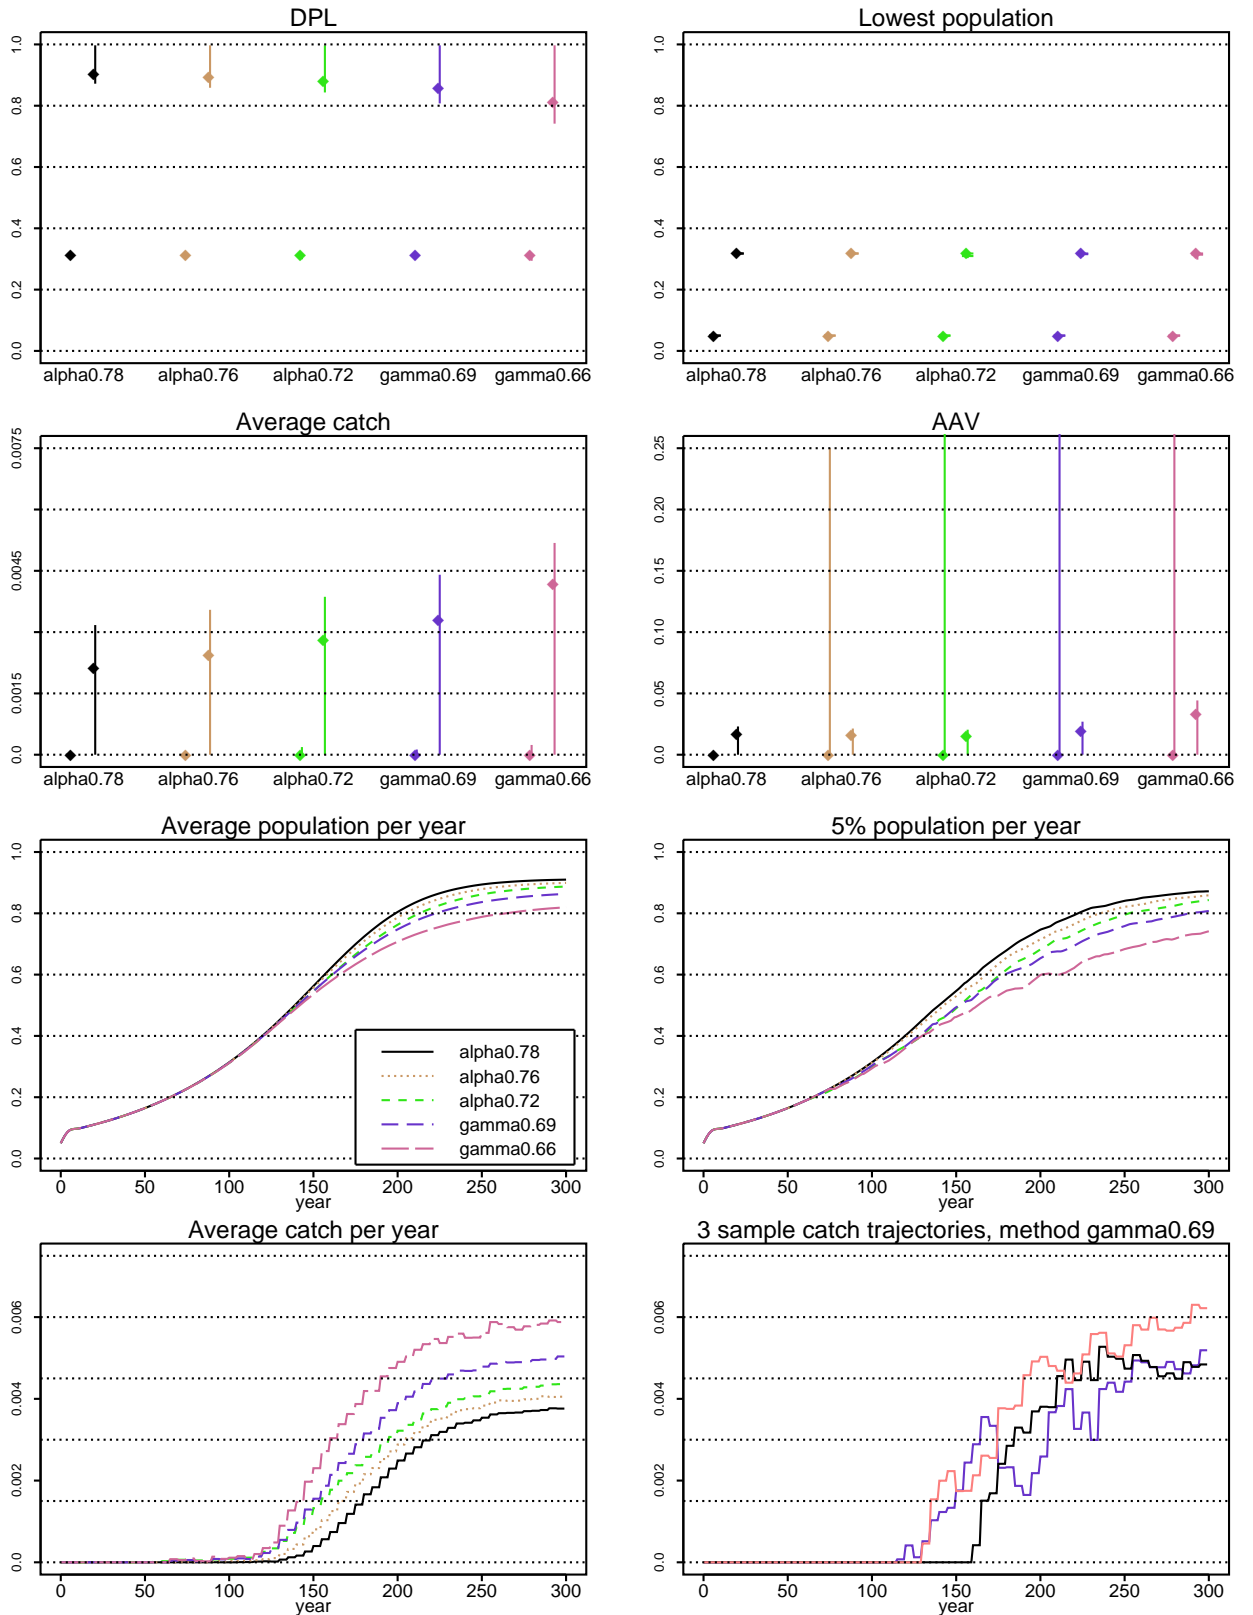 DPL
1.0
0.8
0.6
0.4
0.2
0.0
alpha0.78 alpha0.76 alpha0.72 gamma0.69 gamma0.66
Lowest population
1.0
0.8
0.6
0.4
0.2
0.0
alpha0.78 alpha0.76 alpha0.72 gamma0.69 gamma0.66
Average catch
0.0075
0.0045
0.0015
0.0
alpha0.78 alpha0.76 alpha0.72 gamma0.69 gamma0.66
AAV
0.25
0.20
0.15
0.10
0.05
0.0
alpha0.78 alpha0.76 alpha0.72 gamma0.69 gamma0.66
Average population per year
1.0
0.8
0.6
0.4
0.2
0.0
alpha0.78
alpha0.76
alpha0.72
gamma0.69
gamma0.66
0 50 100 150 200 250 300
year
5% population per year
1.0
0.8
0.6
0.4
0.2
0.0
0 50 100 150 200 250 300
year
Average catch per year
0.006
0.004
0.002
0.0
0 50 100 150 200 250 300
year
3 sample catch trajectories, method gamma0.69
0.006
0.004
0.002
0.0
0 50 100 150 200 250 300
year